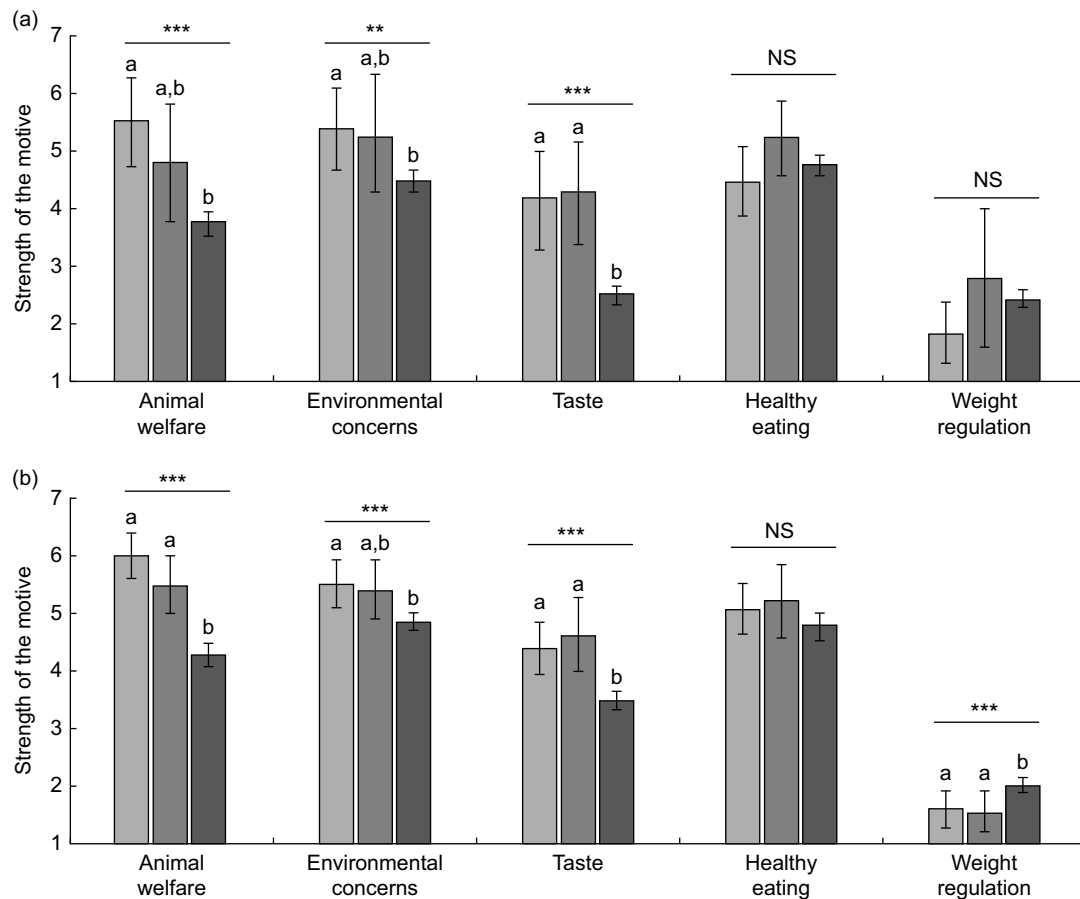 (a)
Strength of the motive
7
6
5
4
3
2
1
***
a
a,b
b
**
a
a,b
b
***
a
a
b
NS
NS
Animal
welfare
Environmental
concerns
Taste
Healthy
eating
Weight
regulation
(b)
Strength of the motive
7
6
5
4
3
2
1
***
a
a
b
***
a
a,b
b
***
a
a
b
NS
***
a
a
b
Animal
welfare
Environmental
concerns
Taste
Healthy
eating
Weight
regulation